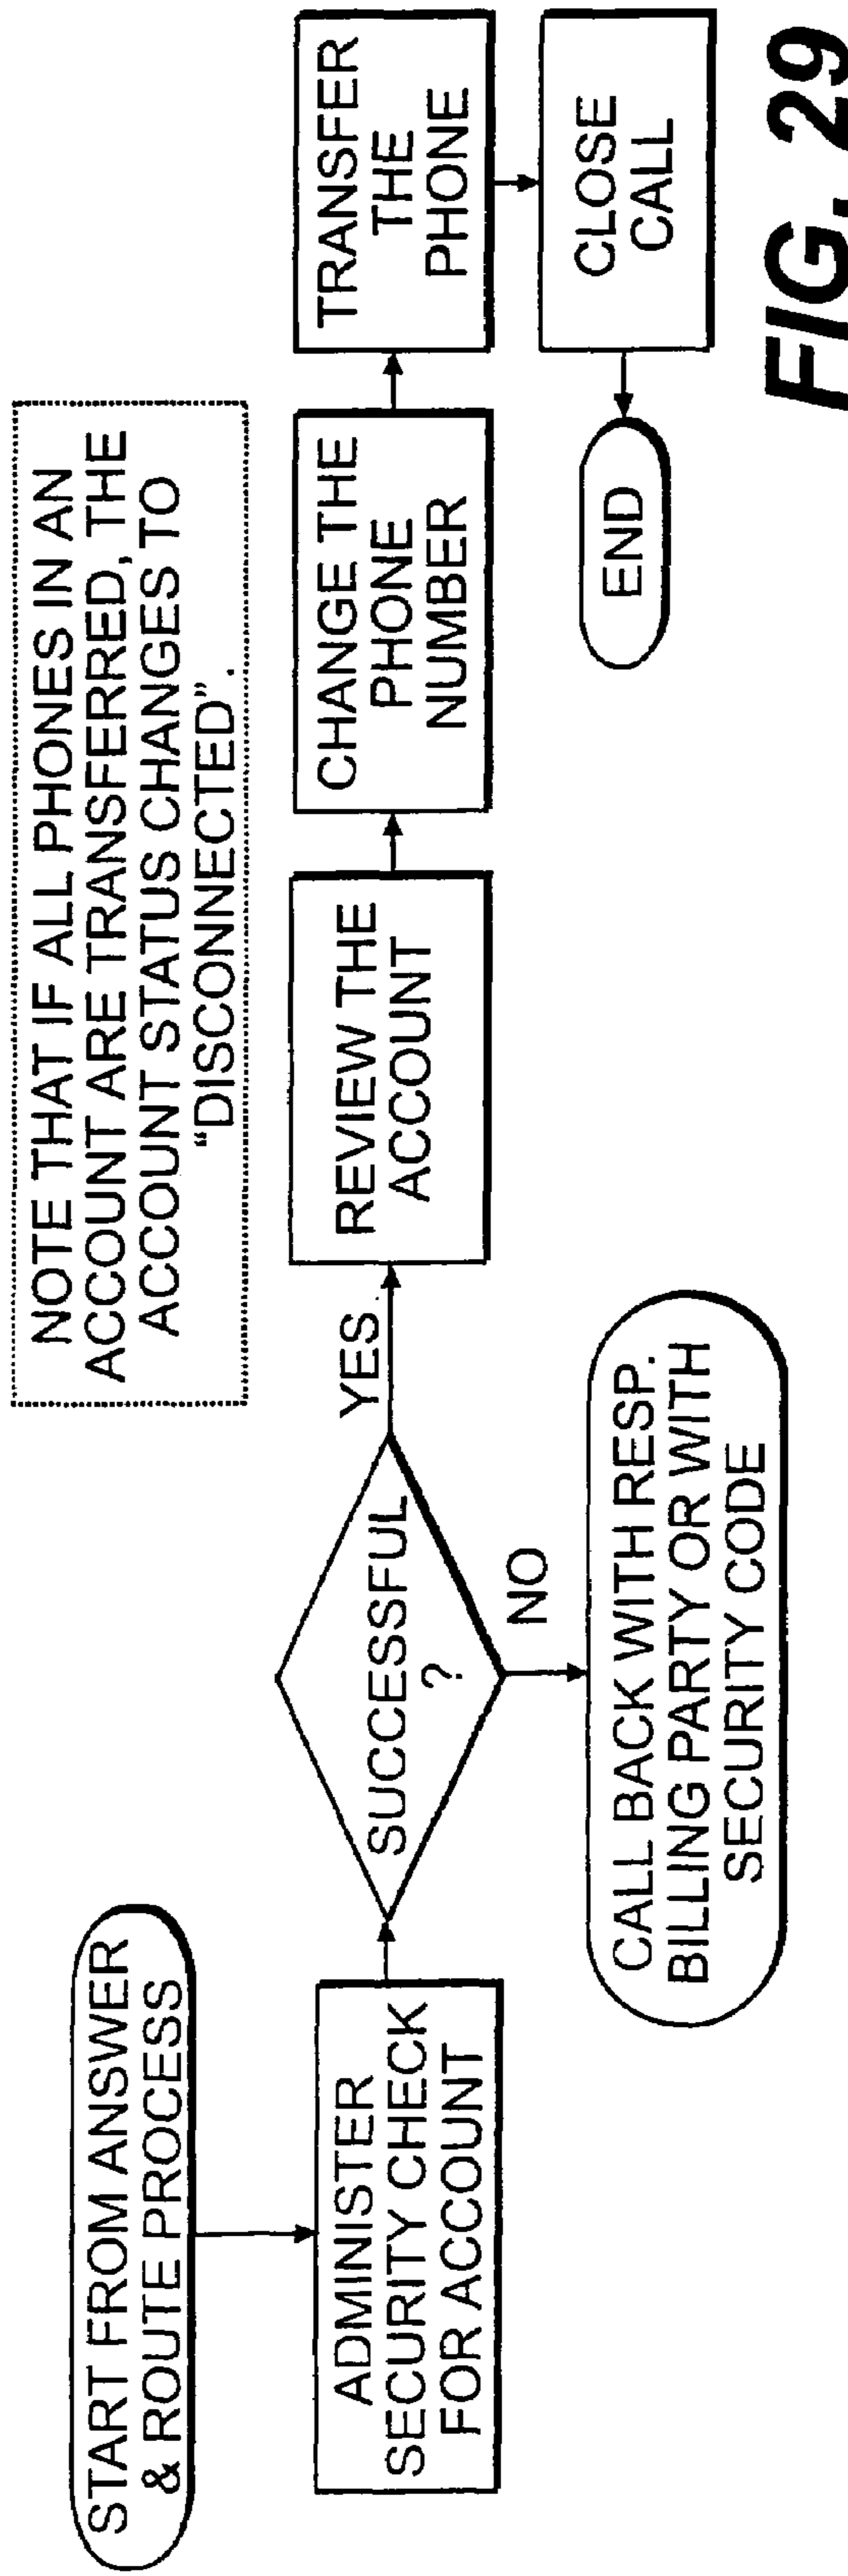 START FROM ANSWER
& ROUTE PROCESS
ADMINISTER
SECURITY CHECK
FOR ACCOUNT
SUCCESSFUL
?
YES
NO
CALL BACK WITH RESP.
BILLING PARTY OR WITH
SECURITY CODE
NOTE THAT IF ALL PHONES IN AN
ACCOUNT ARE TRANSFERRED, THE
ACCOUNT STATUS CHANGES TO
“DISCONNECTED”.
REVIEW THE
ACCOUNT
CHANGE THE
PHONE
NUMBER
TRANSFER
THE
PHONE
CLOSE
CALL
END
FIG. 29